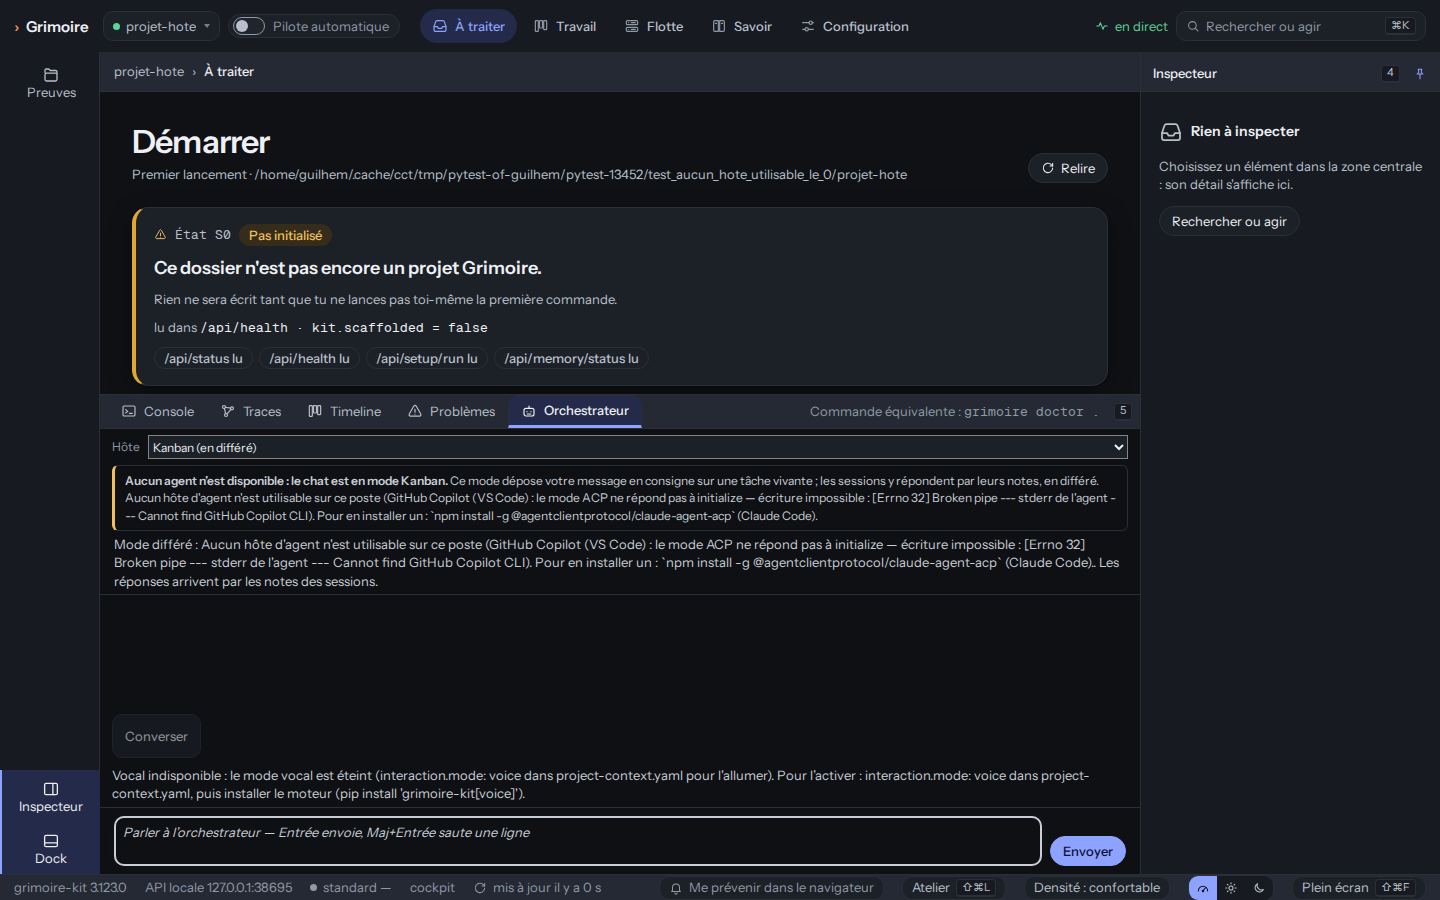 › Grimoire
projet-hote
Pilote automatique
À traiter
Travail
Flotte
Savoir
Configuration
en direct
Rechercher ou agir
⌘K
Preuves
projet-hote › À traiter
Inspecteur
4
Démarrer
Premier lancement · /home/guilhem/.cache/cct/tmp/pytest-of-guilhem/pytest-13452/test_aucun_hote_utilisable_le_0/projet-hote
Relire
Rien à inspecter
Choisissez un élément dans la zone centrale
: son détail s'affiche ici.
Rechercher ou agir
État S0
Pas initialisé
Ce dossier n'est pas encore un projet Grimoire.
Rien ne sera écrit tant que tu ne lances pas toi-même la première commande.
lu dans /api/health · kit.scaffolded = false
/api/status lu
/api/health lu
/api/setup/run lu
/api/memory/status lu
Console
Traces
Timeline
Problèmes
Orchestrateur
Commande équivalente : grimoire doctor .
5
Hôte
Kanban (en différé)
Aucun agent n'est disponible : le chat est en mode Kanban. Ce mode dépose votre message en consigne sur une tâche vivante ; les sessions y répondent par leurs notes, en différé.
Aucun hôte d'agent n'est utilisable sur ce poste (GitHub Copilot (VS Code) : le mode ACP ne répond pas à initialize — écriture impossible : [Errno 32] Broken pipe --- stderr de l'agent -
-- Cannot find GitHub Copilot CLI). Pour en installer un : `npm install -g @agentclientprotocol/claude-agent-acp` (Claude Code).
Mode différé : Aucun hôte d'agent n'est utilisable sur ce poste (GitHub Copilot (VS Code) : le mode ACP ne répond pas à initialize — écriture impossible : [Errno 32]
Broken pipe --- stderr de l'agent --- Cannot find GitHub Copilot CLI). Pour en installer un : `npm install -g @agentclientprotocol/claude-agent-acp` (Claude Code).. Les
réponses arrivent par les notes des sessions.
Converser
Vocal indisponible : le mode vocal est éteint (interaction.mode: voice dans project-context.yaml pour l'allumer). Pour l'activer : interaction.mode: voice dans project-
context.yaml, puis installer le moteur (pip install 'grimoire-kit[voice]').
Parler à l'orchestrateur — Entrée envoie, Maj+Entrée saute une ligne
Envoyer
Inspecteur
Dock
grimoire-kit 3.123.0
API locale 127.0.0.1:38695
standard —
cockpit
mis à jour il y a 0 s
Me prévenir dans le navigateur
Atelier ⇧⌘L
Densité : confortable
Plein écran ⇧⌘F